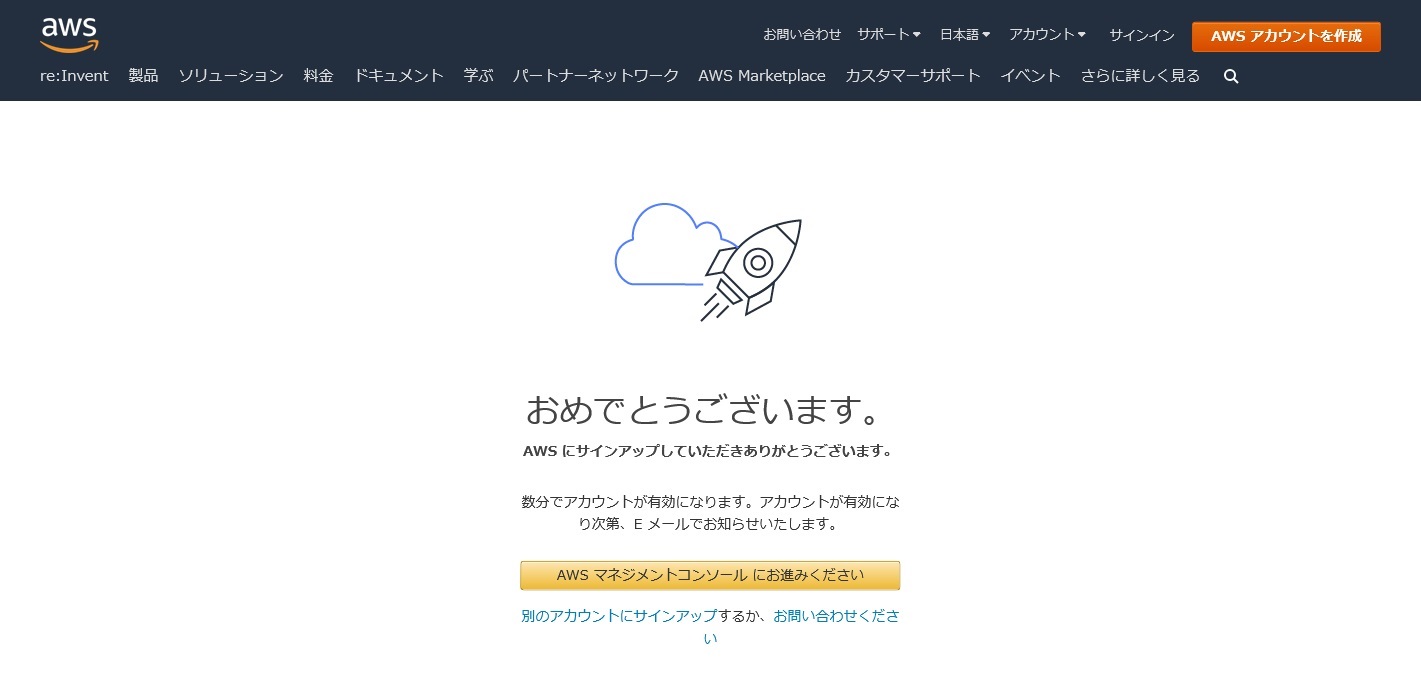 aws
お問い合わせ サポート 日本語 アカウント サインイン AWS アカウントを作成
re:Invent 製品 ソリューション 料金 ドキュメント 学ぶ パートナーネットワーク AWS Marketplace カスタマーサポート イベント さらに詳しく見る
おめでとうございます。
AWS にサインアップしていただきありがとうございます。
数分でアカウントが有効になります。アカウントが有効にな
り次第、E メールでお知らせいたします。
AWS マネジメントコンソール にお進みください
別のアカウントにサインアップするか、お問い合わせくださ
い